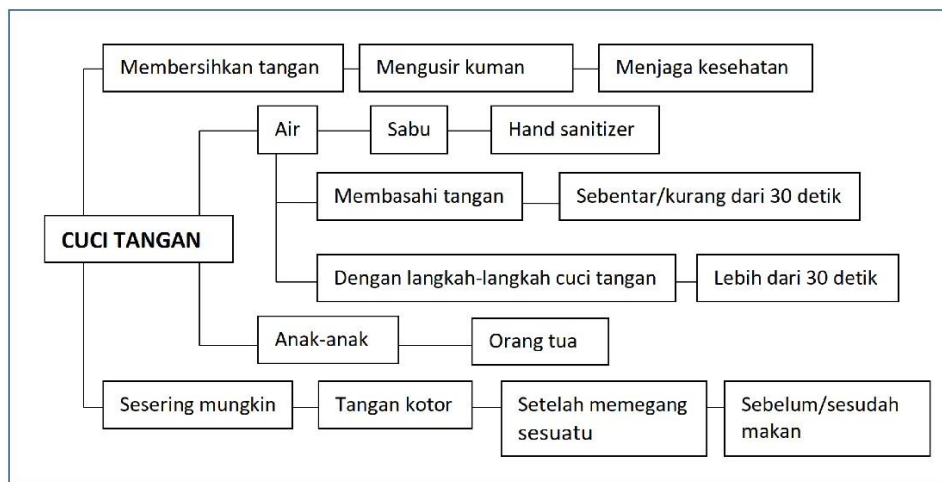 Membersihkan tangan
Mengusir kuman
Menjaga kesehatan
Air
Sabu
Hand sanitizer
Membasahi tangan
Sebentar/kurang dari 30 detik
CUCI TANGAN
Dengan langkah-langkah cuci tangan
Lebih dari 30 detik
Anak-anak
Orang tua
Sesering mungkin
Tangan kotor
Setelah memegang
sesuatu
Sebelum/sesudah
makan